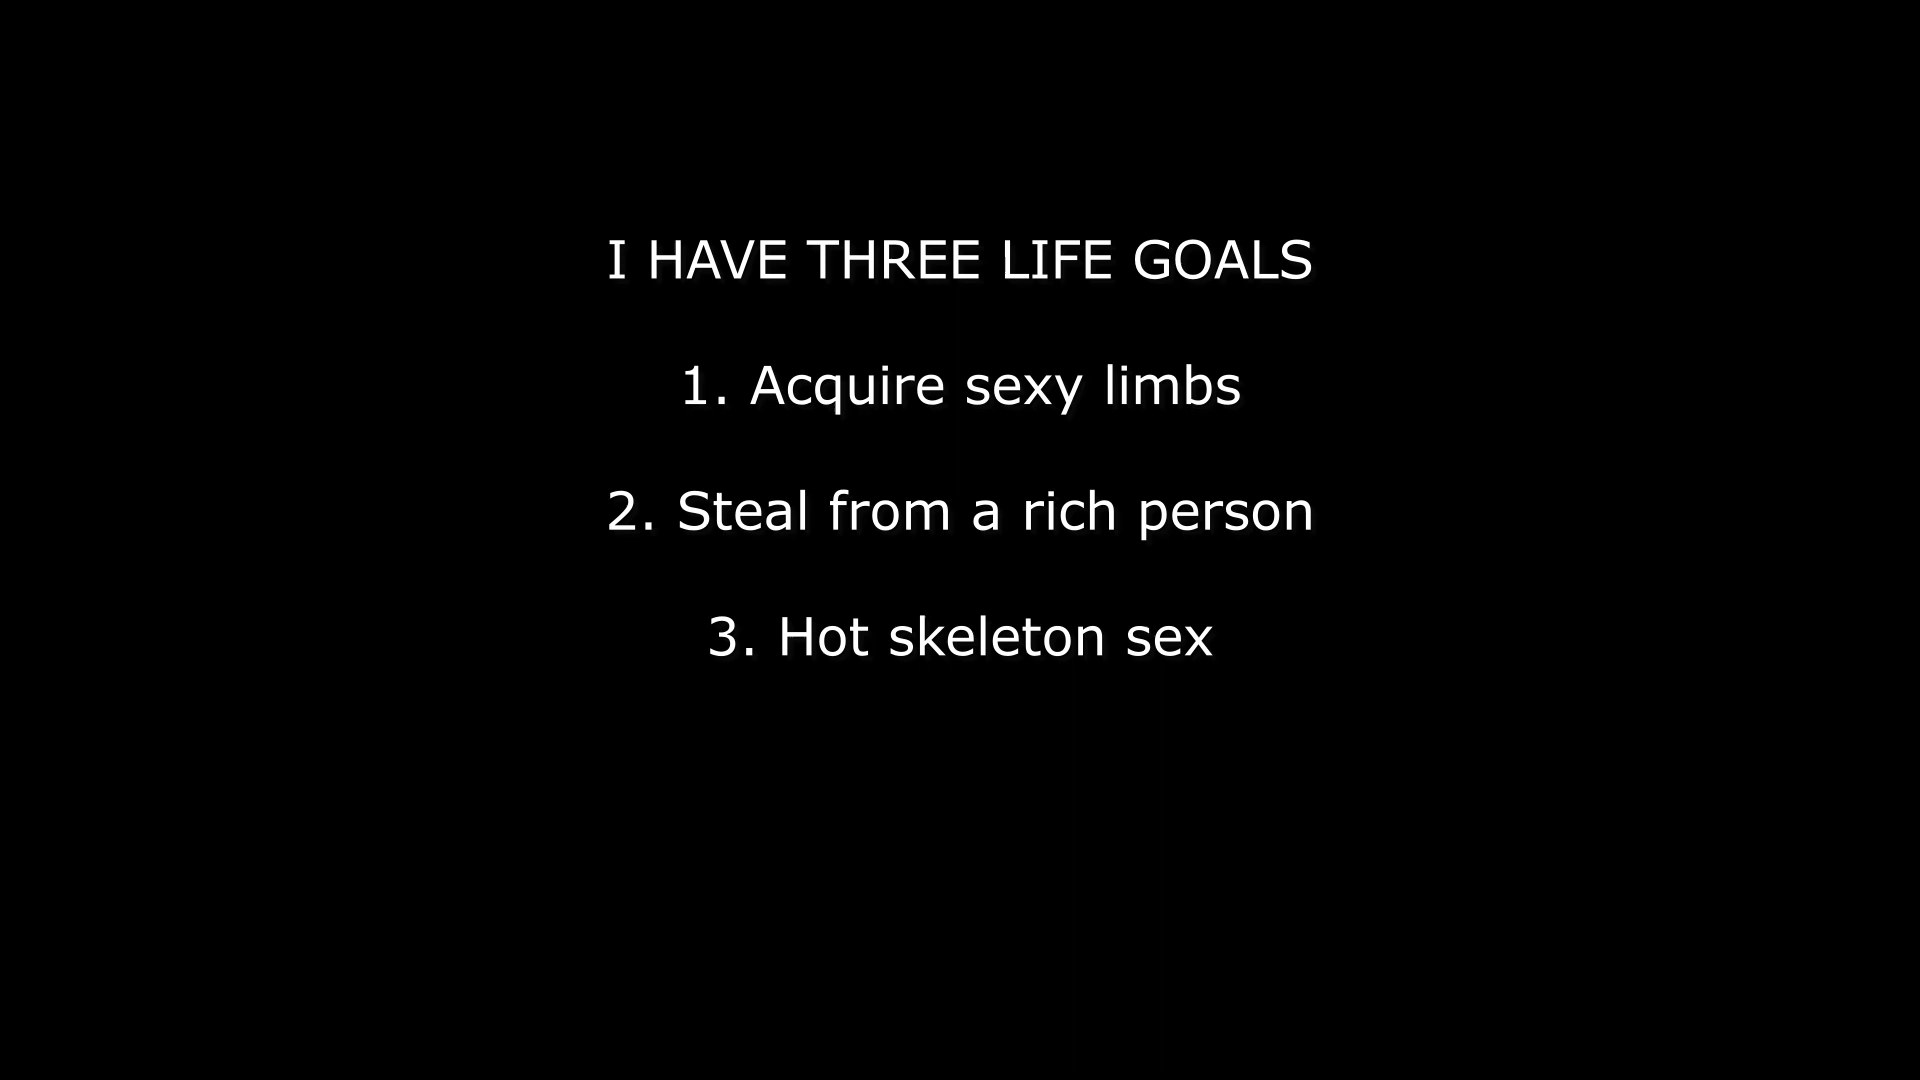 I HAVE THREE LIFE GOALS
1. Acquire sexy limbs
2. Steal from a rich person
3. Hot skeleton sex